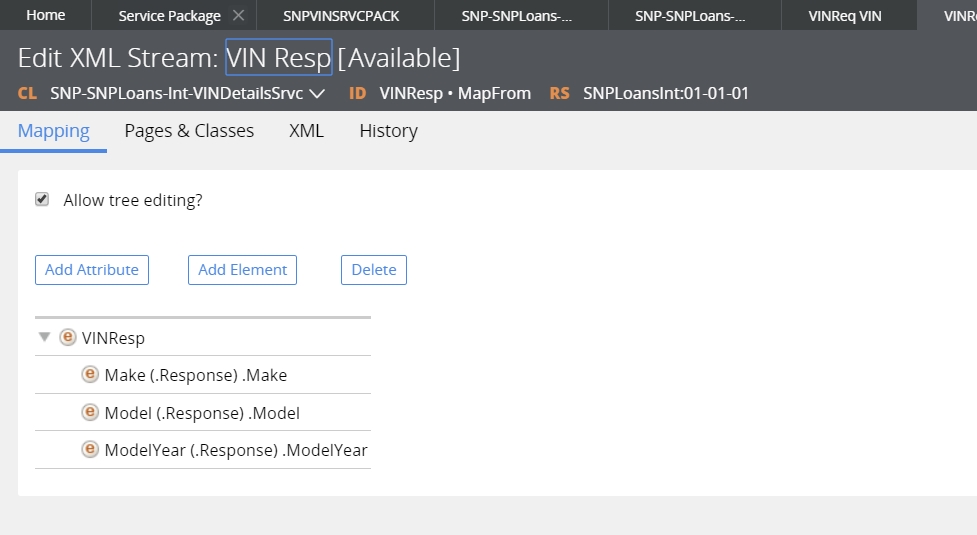 Home Service Package SNPVINSRVCPACK SNP-SNPLoans-... SNP-SNPLoans-... VINReq VIN VINR
Edit XML Stream: VIN Resp [Available]
CL SNP-SNPLoans-Int-VINDetailsSrvc ID VINResp • MapFrom RS SNPLoansInt:01-01-01
Mapping Pages & Classes XML History
Allow tree editing?
Add Attribute Add Element Delete
e VINResp
e Make (.Response) .Make
e Model (.Response) .Model
e ModelYear (.Response) .ModelYear